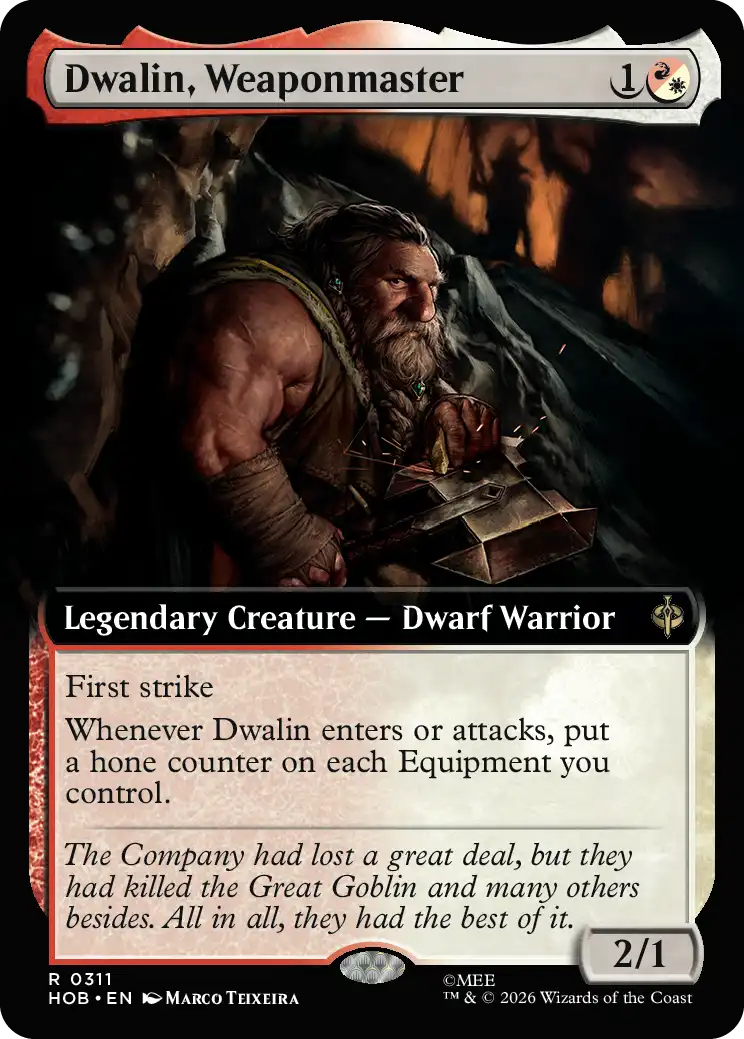 Dwalin, Weaponmaster
1
Legendary Creature — Dwarf Warrior
First strike
Whenever Dwalin enters or attacks, put
a hone counter on each Equipment you
control.
The Company had lost a great deal, but they
had killed the Great Goblin and many others
besides. All in all, they had the best of it.
2/1
R 0311
HOB • EN Marco Teixeira
©MEE
™ & © 2026 Wizards of the Coast